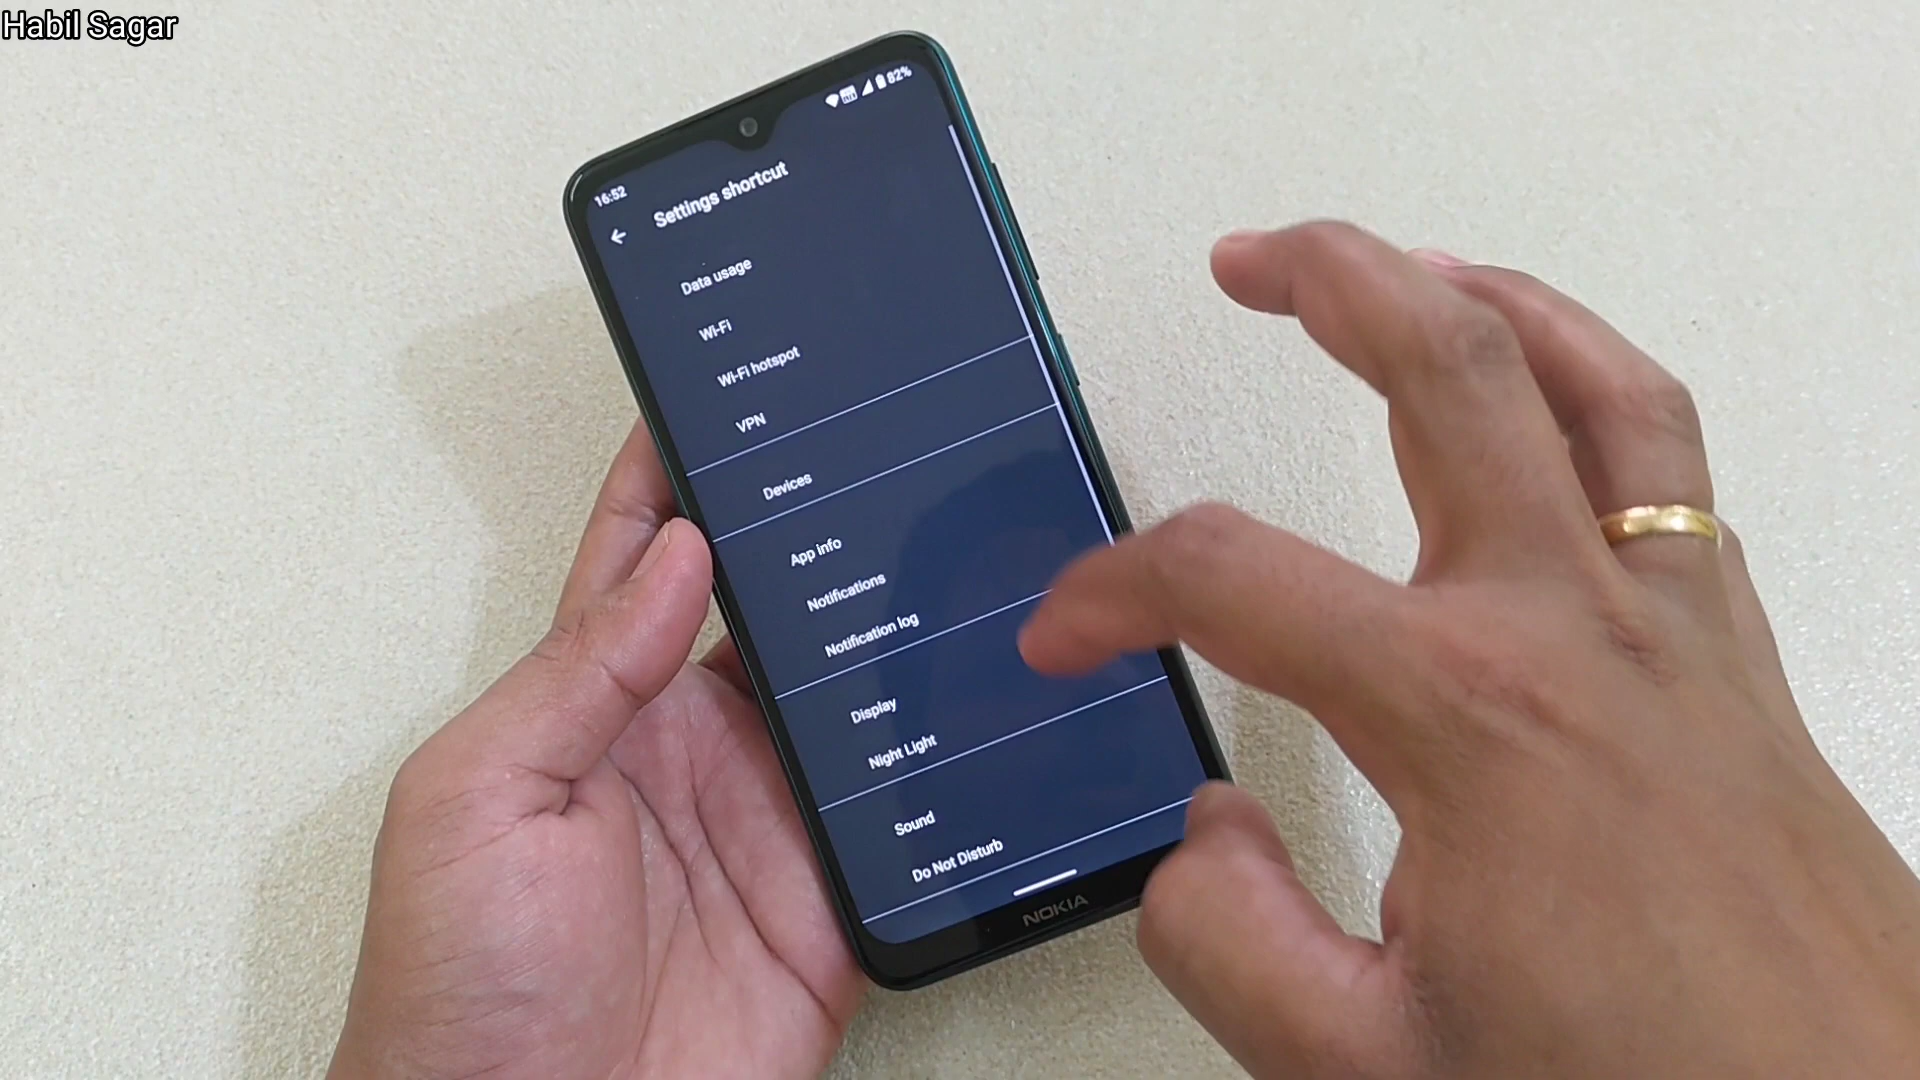 Habil Sagar
82%
16:52
Settings shortcut
Data usage
Wi-Fi
Wi-Fi hotspot
VPN
Devices
App info
Notifications
Notification log
Display
Night Light
Sound
Do Not Disturb
NOKIA